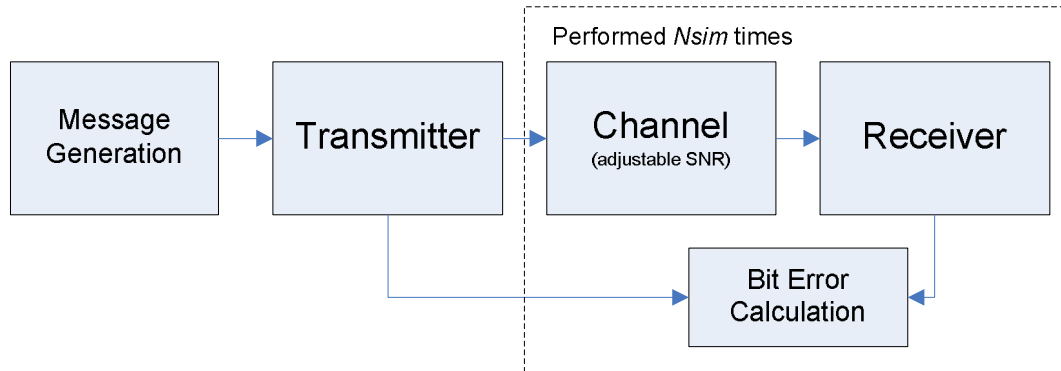 Performed Nsim times
Message
Generation
Transmitter
Channel
(adjustable SNR)
Receiver
Bit Error
Calculation